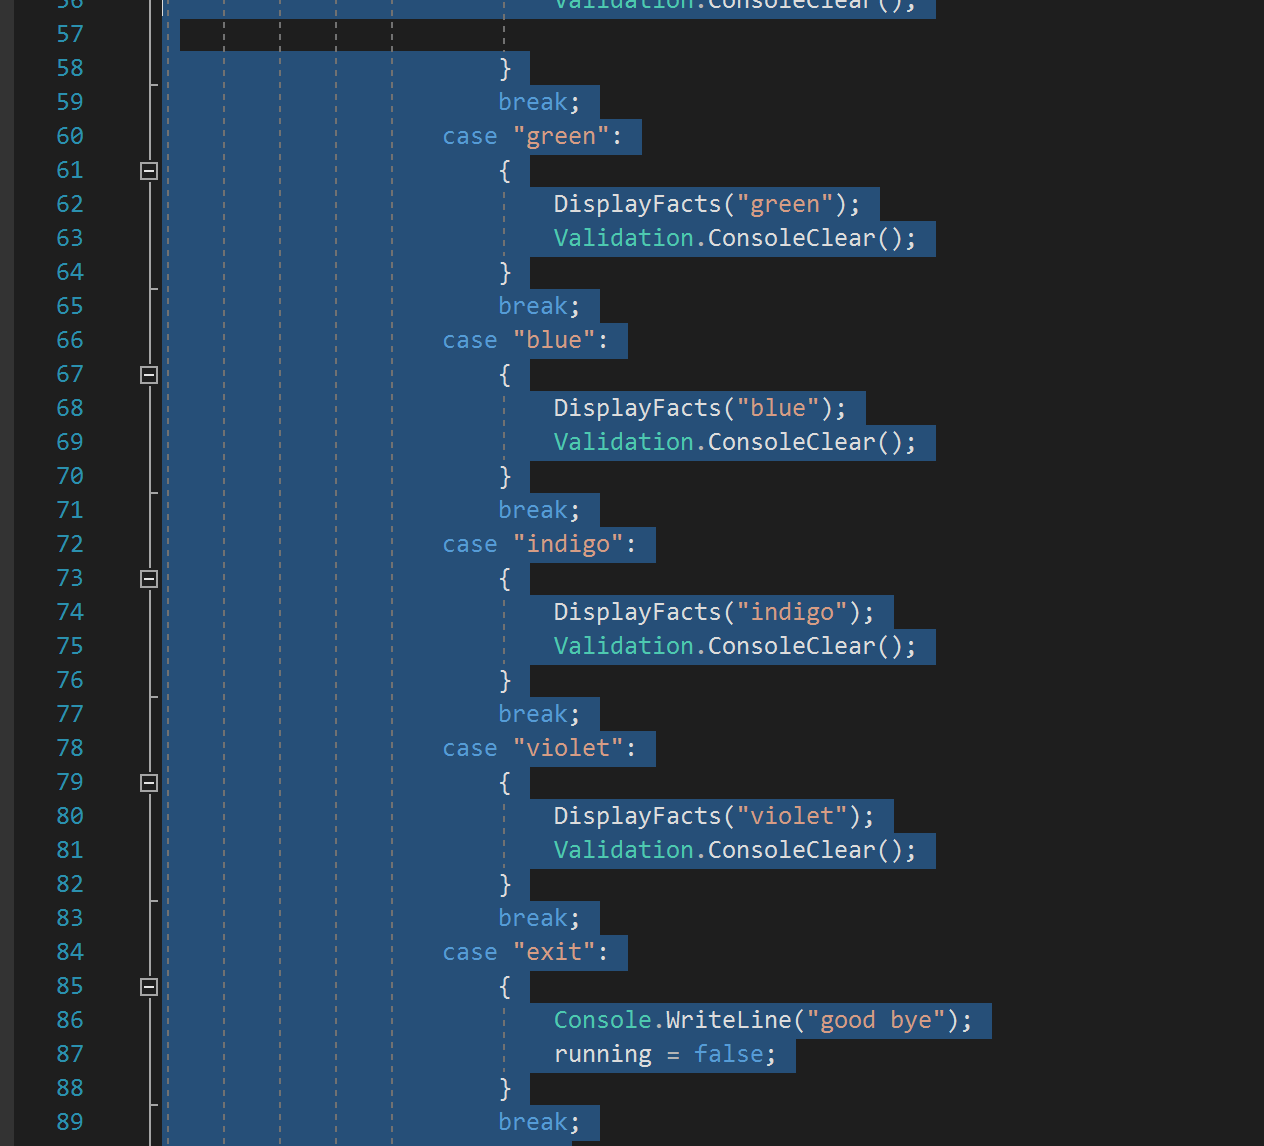 56 Validation.ConsoleClear();
57
58 }
59 break;
60 case "green":
61 {
62 DisplayFacts("green");
63 Validation.ConsoleClear();
64 }
65 break;
66 case "blue":
67 {
68 DisplayFacts("blue");
69 Validation.ConsoleClear();
70 }
71 break;
72 case "indigo":
73 {
74 DisplayFacts("indigo");
75 Validation.ConsoleClear();
76 }
77 break;
78 case "violet":
79 {
80 DisplayFacts("violet");
81 Validation.ConsoleClear();
82 }
83 break;
84 case "exit":
85 {
86 Console.WriteLine("good bye");
87 running = false;
88 }
89 break;